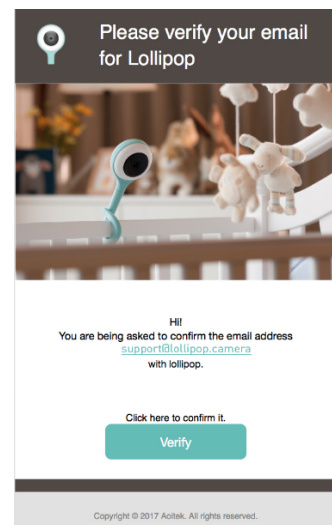 Please verify your email
for Lollipop
Hi!
You are being asked to confirm the email address
support@lollipop.camera
with lollipop.
Click here to confirm it.
Verify
Copyright © 2017 Aoitek. All rights reserved.